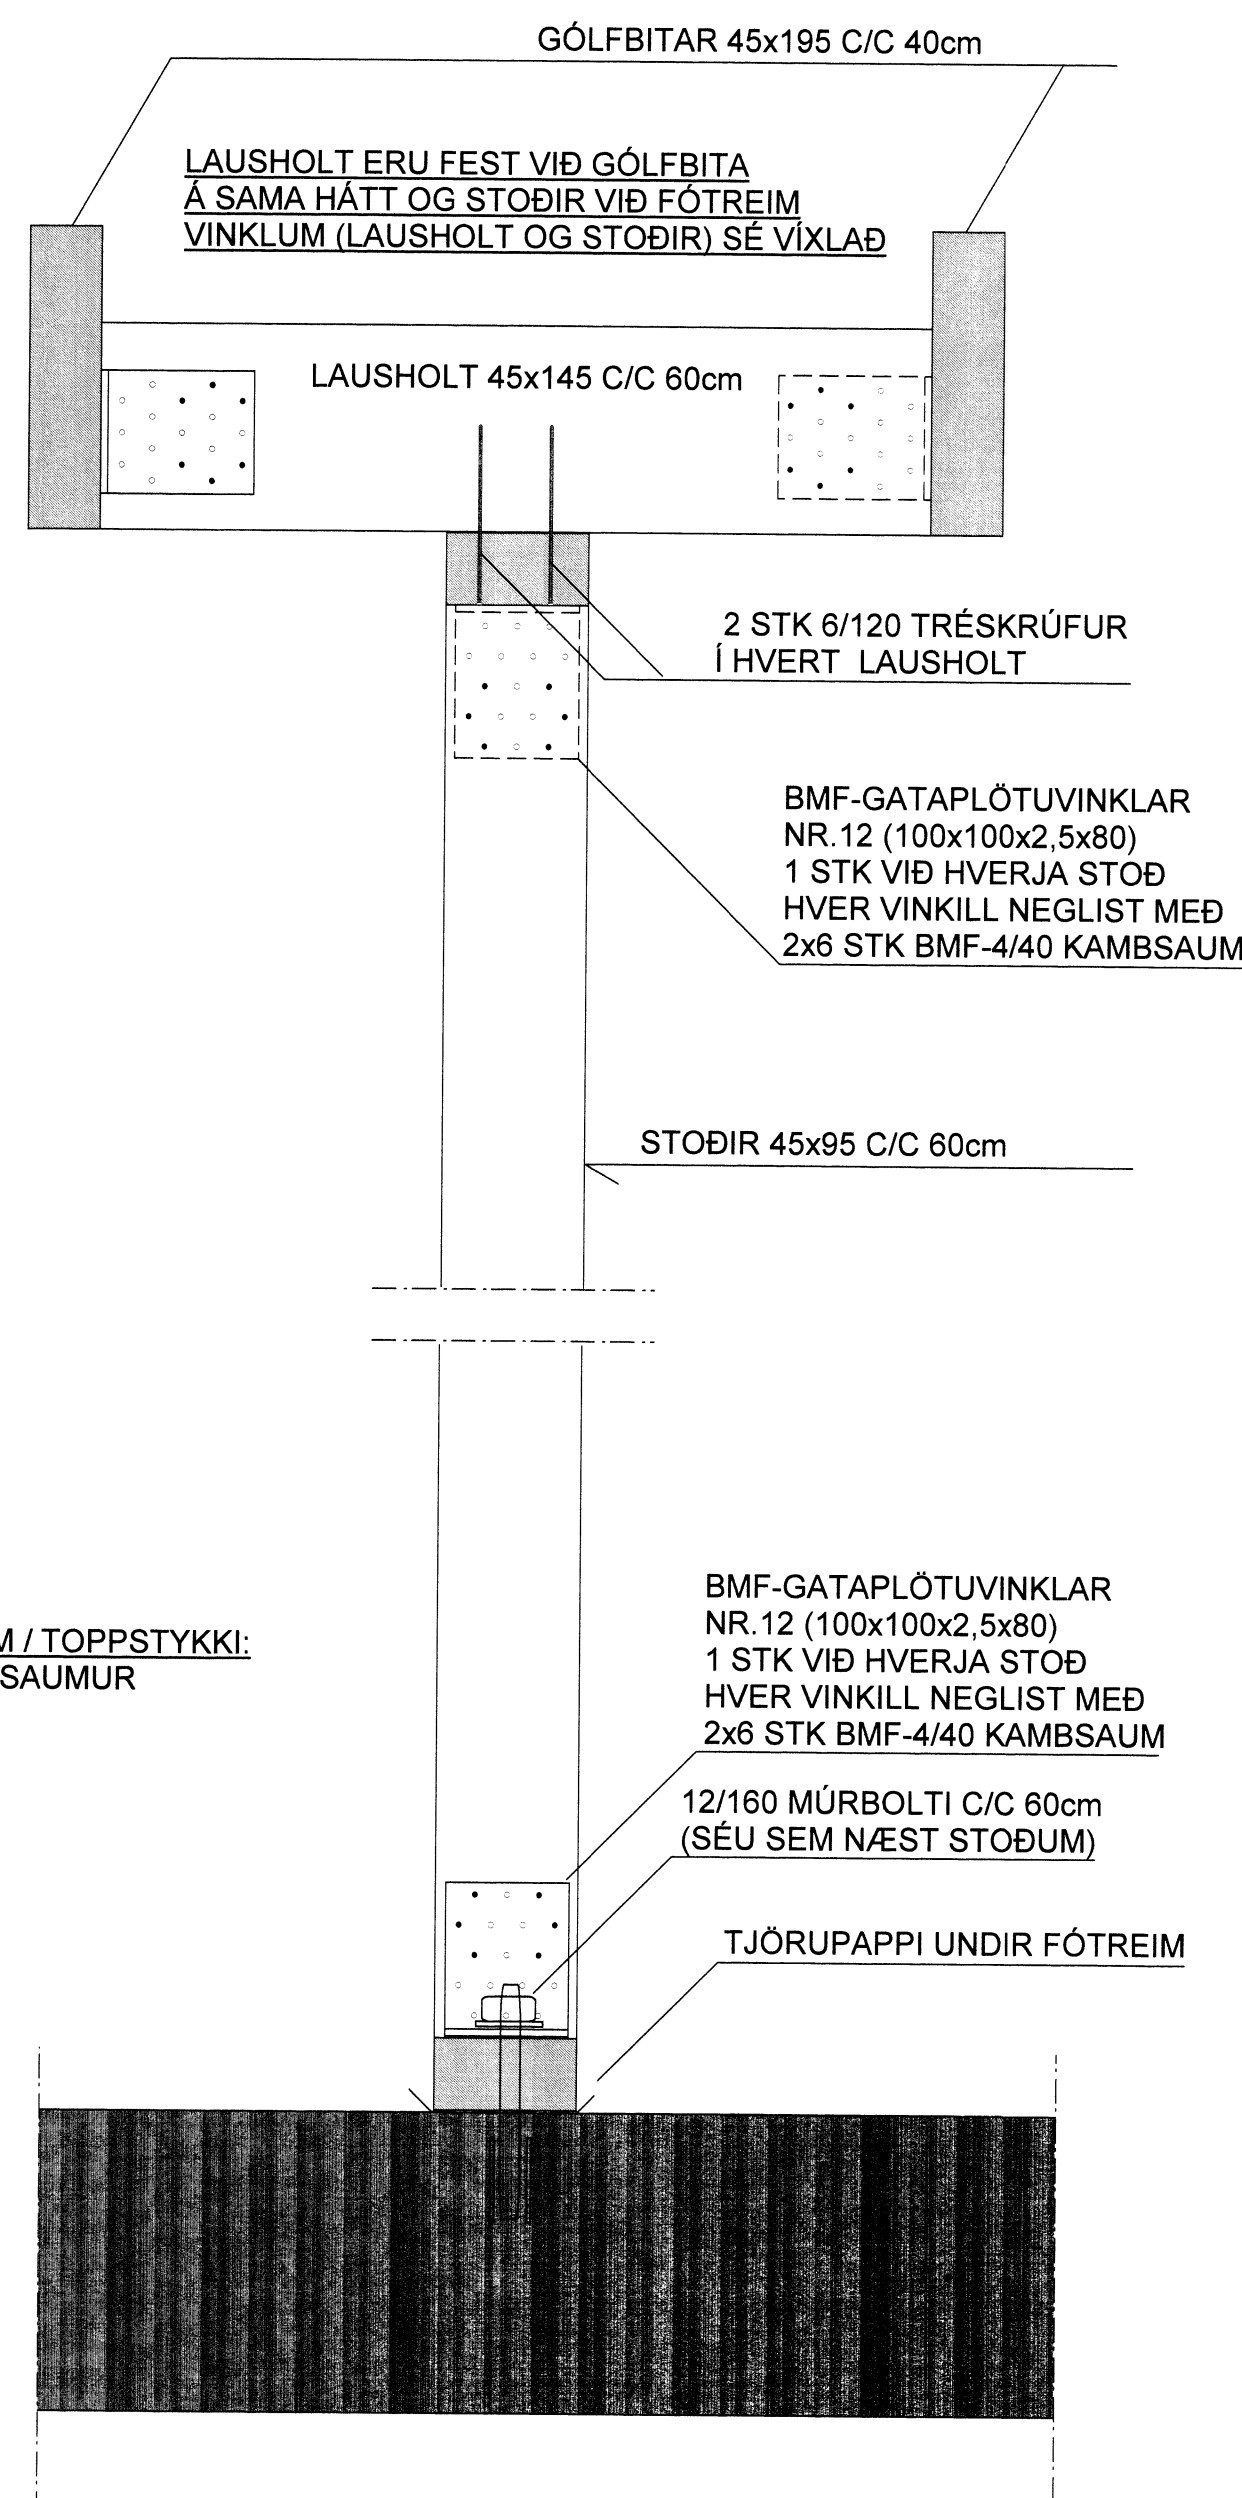 GÓLFBITAR 45x195 C/C 40cm
LAUSHOLT ERU FEST VIÐ GÓLFBITA
Á SAMA HÁTT OG STOÐIR VIÐ FÓTREIM
VINKLUM (LAUSHOLT OG STOÐIR) SÉ VÍXLAÐ
LAUSHOLT 45x145 C/C 60cm
2 STK 6/120 TRÉSKRÚFUR
Í HVERT LAUSHOLT
BMF-GATAPLÖTUVINKLAR
NR.12 (100x100x2,5x80)
1 STK VIÐ HVERJA STOÐ
HVER VINKILL NEGLIST MEÐ
2x6 STK BMF-4/40 KAMBSAUM
STOÐIR 45x95 C/C 60cm
BMF-GATAPLÖTUVINKLAR
NR.12 (100x100x2,5x80)
1 STK VIÐ HVERJA STOÐ
HVER VINKILL NEGLIST MEÐ
2x6 STK BMF-4/40 KAMBSAUM
/ TOPPSTYKKI:
SAUMUR
12/160 MÚRBOLTI C/C 60cm
(SÉU SEM NÆST STOÐUM)
TJÖRUPAPPI UNDIR FÓTREIM